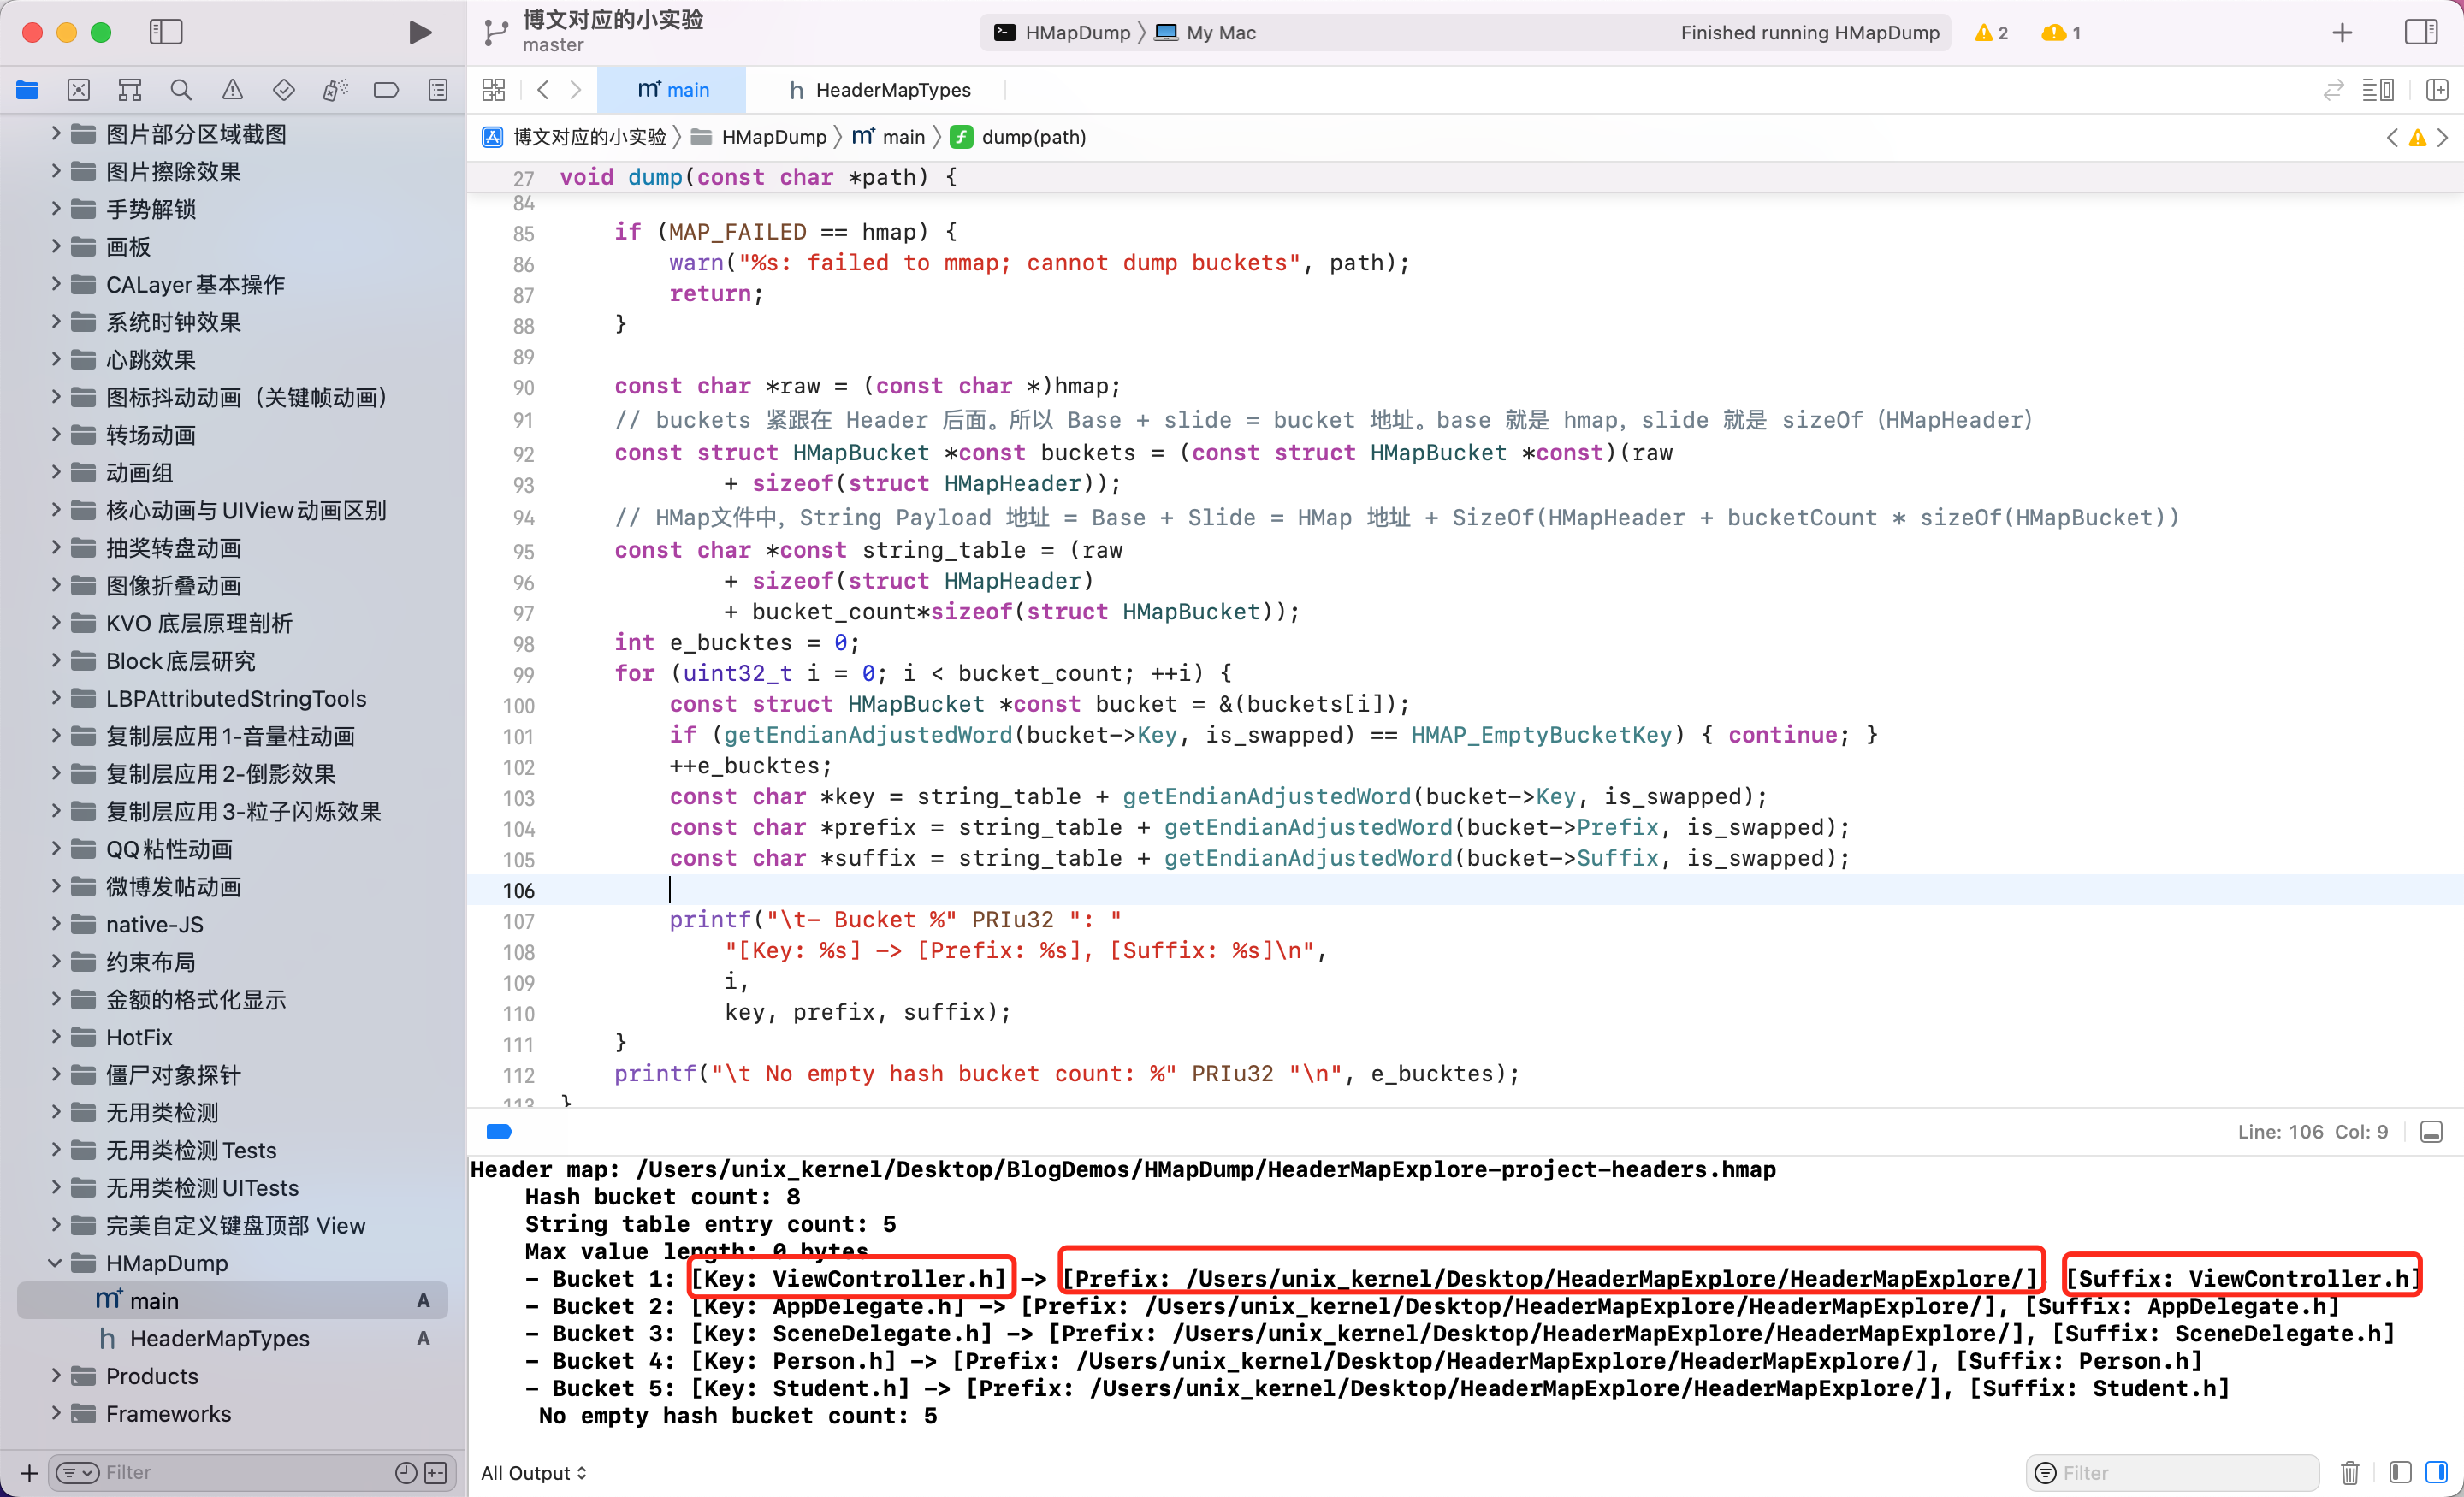 博文对应的小实验
master
HMapDump 〉 My Mac
Finished running HMapDump
2
1
main
HeaderMapTypes
博文对应的小实验 〉 HMapDump 〉 main 〉 dump(path)
图片部分区域截图
图片擦除效果
手势解锁
画板
CALayer基本操作
系统时钟效果
心跳效果
图标抖动动画（关键帧动画）
转场动画
动画组
核心动画与UIView动画区别
抽奖转盘动画
图像折叠动画
KVO 底层原理剖析
Block底层研究
LBPAttributedStringTools
复制层应用1-音量柱动画
复制层应用2-倒影效果
复制层应用3-粒子闪烁效果
QQ粘性动画
微博发帖动画
native-JS
约束布局
金额的格式化显示
HotFix
僵尸对象探针
无用类检测
无用类检测Tests
无用类检测UITests
完美自定义键盘顶部 View
HMapDump
main A
HeaderMapTypes A
Products
Frameworks
Filter
27 void dump(const char *path) {
84
85 if (MAP_FAILED == hmap) {
86 warn("%s: failed to mmap; cannot dump buckets", path);
87 return;
88 }
89
90 const char *raw = (const char *)hmap;
91 // buckets 紧跟在 Header 后面。所以 Base + slide = bucket 地址。base 就是 hmap，slide 就是 sizeOf（HMapHeader）
92 const struct HMapBucket *const buckets = (const struct HMapBucket *const)(raw
93 + sizeof(struct HMapHeader));
94 // HMap文件中，String Payload 地址 = Base + Slide = HMap 地址 + SizeOf(HMapHeader + bucketCount * sizeOf(HMapBucket))
95 const char *const string_table = (raw
96 + sizeof(struct HMapHeader)
97 + bucket_count*sizeof(struct HMapBucket));
98 int e_bucktes = 0;
99 for (uint32_t i = 0; i < bucket_count; ++i) {
100 const struct HMapBucket *const bucket = &(buckets[i]);
101 if (getEndianAdjustedWord(bucket->Key, is_swapped) == HMAP_EmptyBucketKey) { continue; }
102 ++e_bucktes;
103 const char *key = string_table + getEndianAdjustedWord(bucket->Key, is_swapped);
104 const char *prefix = string_table + getEndianAdjustedWord(bucket->Prefix, is_swapped);
105 const char *suffix = string_table + getEndianAdjustedWord(bucket->Suffix, is_swapped);
106
107 printf("\t- Bucket %" PRIu32 ": "
108 "[Key: %s] -> [Prefix: %s], [Suffix: %s]\n",
109 i,
110 key, prefix, suffix);
111 }
112 printf("\t No empty hash bucket count: %" PRIu32 "\n", e_bucktes);
113 }
Line: 106 Col: 9
Header map: /Users/unix_kernel/Desktop/BlogDemos/HMapDump/HeaderMapExplore-project-headers.hmap
Hash bucket count: 8
String table entry count: 5
Max value length: 0 bytes
- Bucket 1: [Key: ViewController.h] -> [Prefix: /Users/unix_kernel/Desktop/HeaderMapExplore/HeaderMapExplore/] [Suffix: ViewController.h]
- Bucket 2: [Key: AppDelegate.h] -> [Prefix: /Users/unix_kernel/Desktop/HeaderMapExplore/HeaderMapExplore/], [Suffix: AppDelegate.h]
- Bucket 3: [Key: SceneDelegate.h] -> [Prefix: /Users/unix_kernel/Desktop/HeaderMapExplore/HeaderMapExplore/], [Suffix: SceneDelegate.h]
- Bucket 4: [Key: Person.h] -> [Prefix: /Users/unix_kernel/Desktop/HeaderMapExplore/HeaderMapExplore/], [Suffix: Person.h]
- Bucket 5: [Key: Student.h] -> [Prefix: /Users/unix_kernel/Desktop/HeaderMapExplore/HeaderMapExplore/], [Suffix: Student.h]
No empty hash bucket count: 5
All Output
Filter